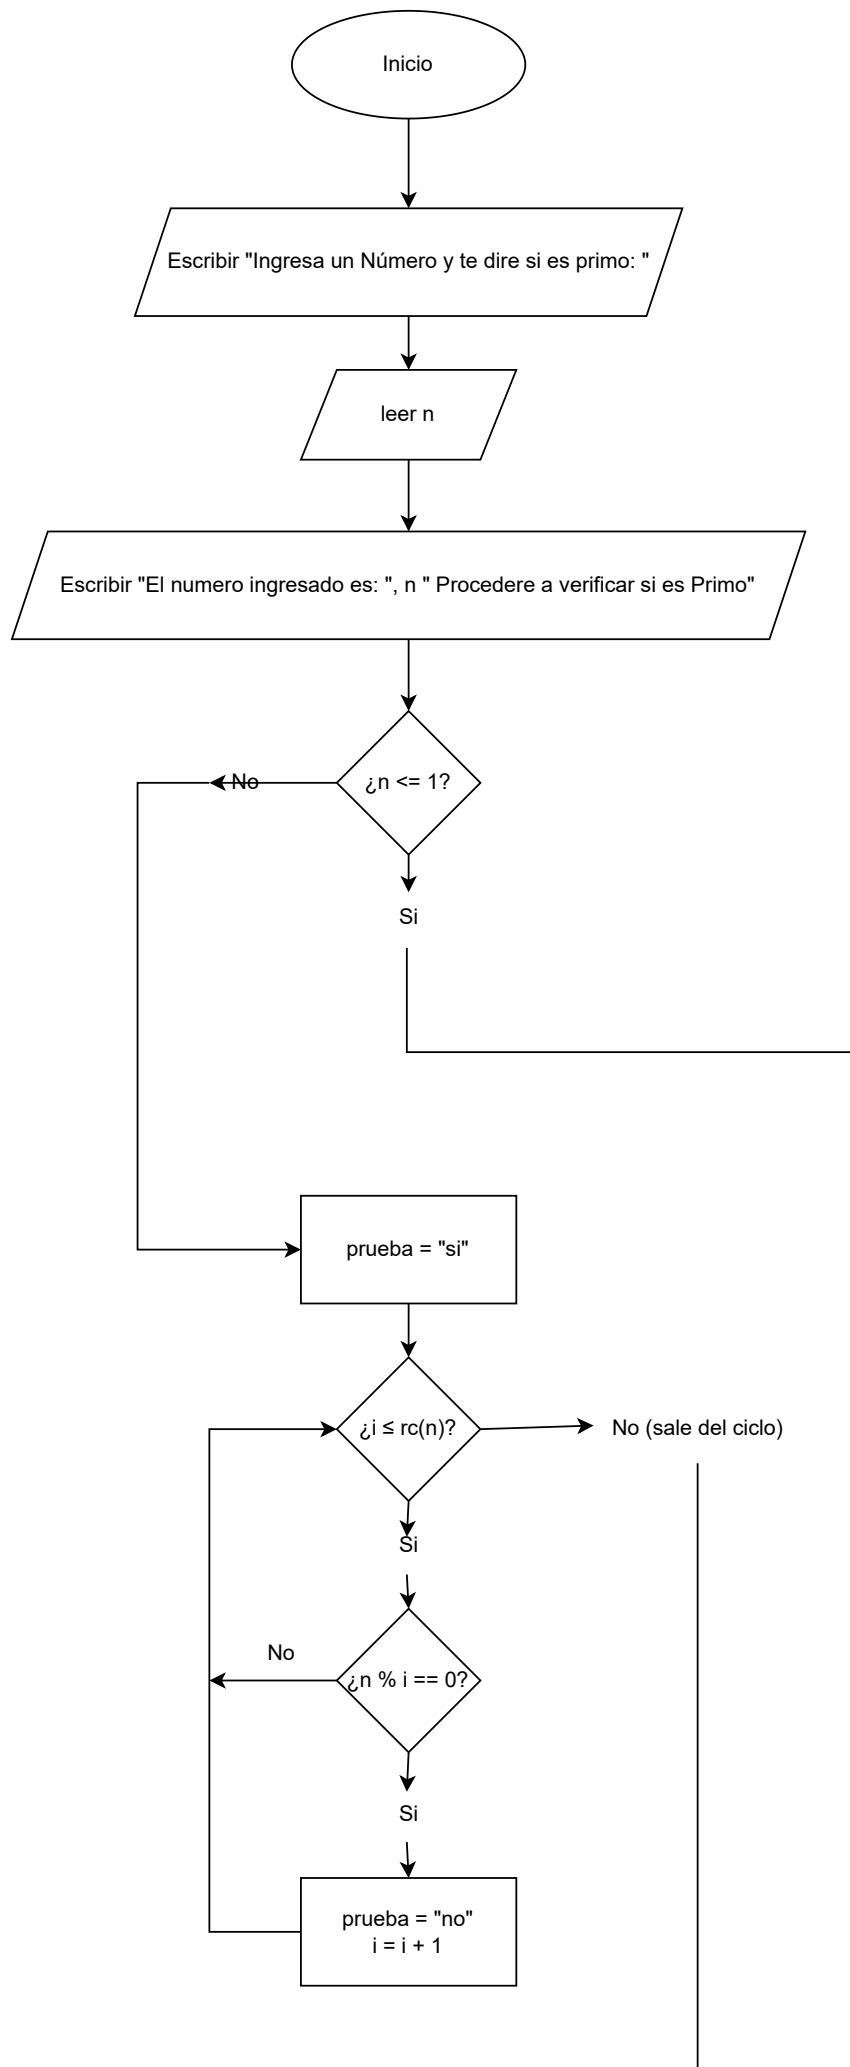 Inicio
Escribir "Ingresa un Número y te dire si es primo: "
leer n
Escribir "El numero ingresado es: ", n " Procedere a verificar si es Primo"
¿n <= 1?
No
Si
prueba = "si"
¿i ≤ rc(n)?
No (sale del ciclo)
Si
¿n % i == 0?
No
Si
prueba = "no"
i = i + 1